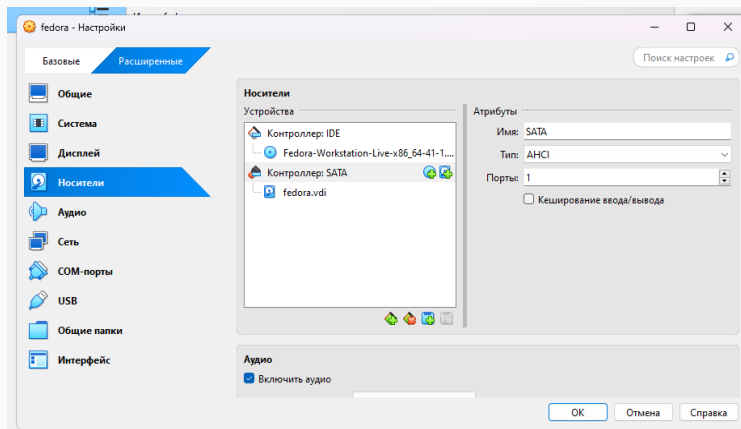 fedora - Настройки
Базовые
Расширенные
Поиск настроек
Общие
Система
Дисплей
Носители
Аудио
Сеть
COM-порты
USB
Общие папки
Интерфейс
Носители
Устройства
Контроллер: IDE
Fedora-Workstation-Live-x86_64-41-1....
Контроллер: SATA
fedora.vdi
Атрибуты
Имя: SATA
Тип: AHCI
Порты: 1
Кеширование ввода/вывода
Аудио
Включить аудио
OK
Отмена
Справка